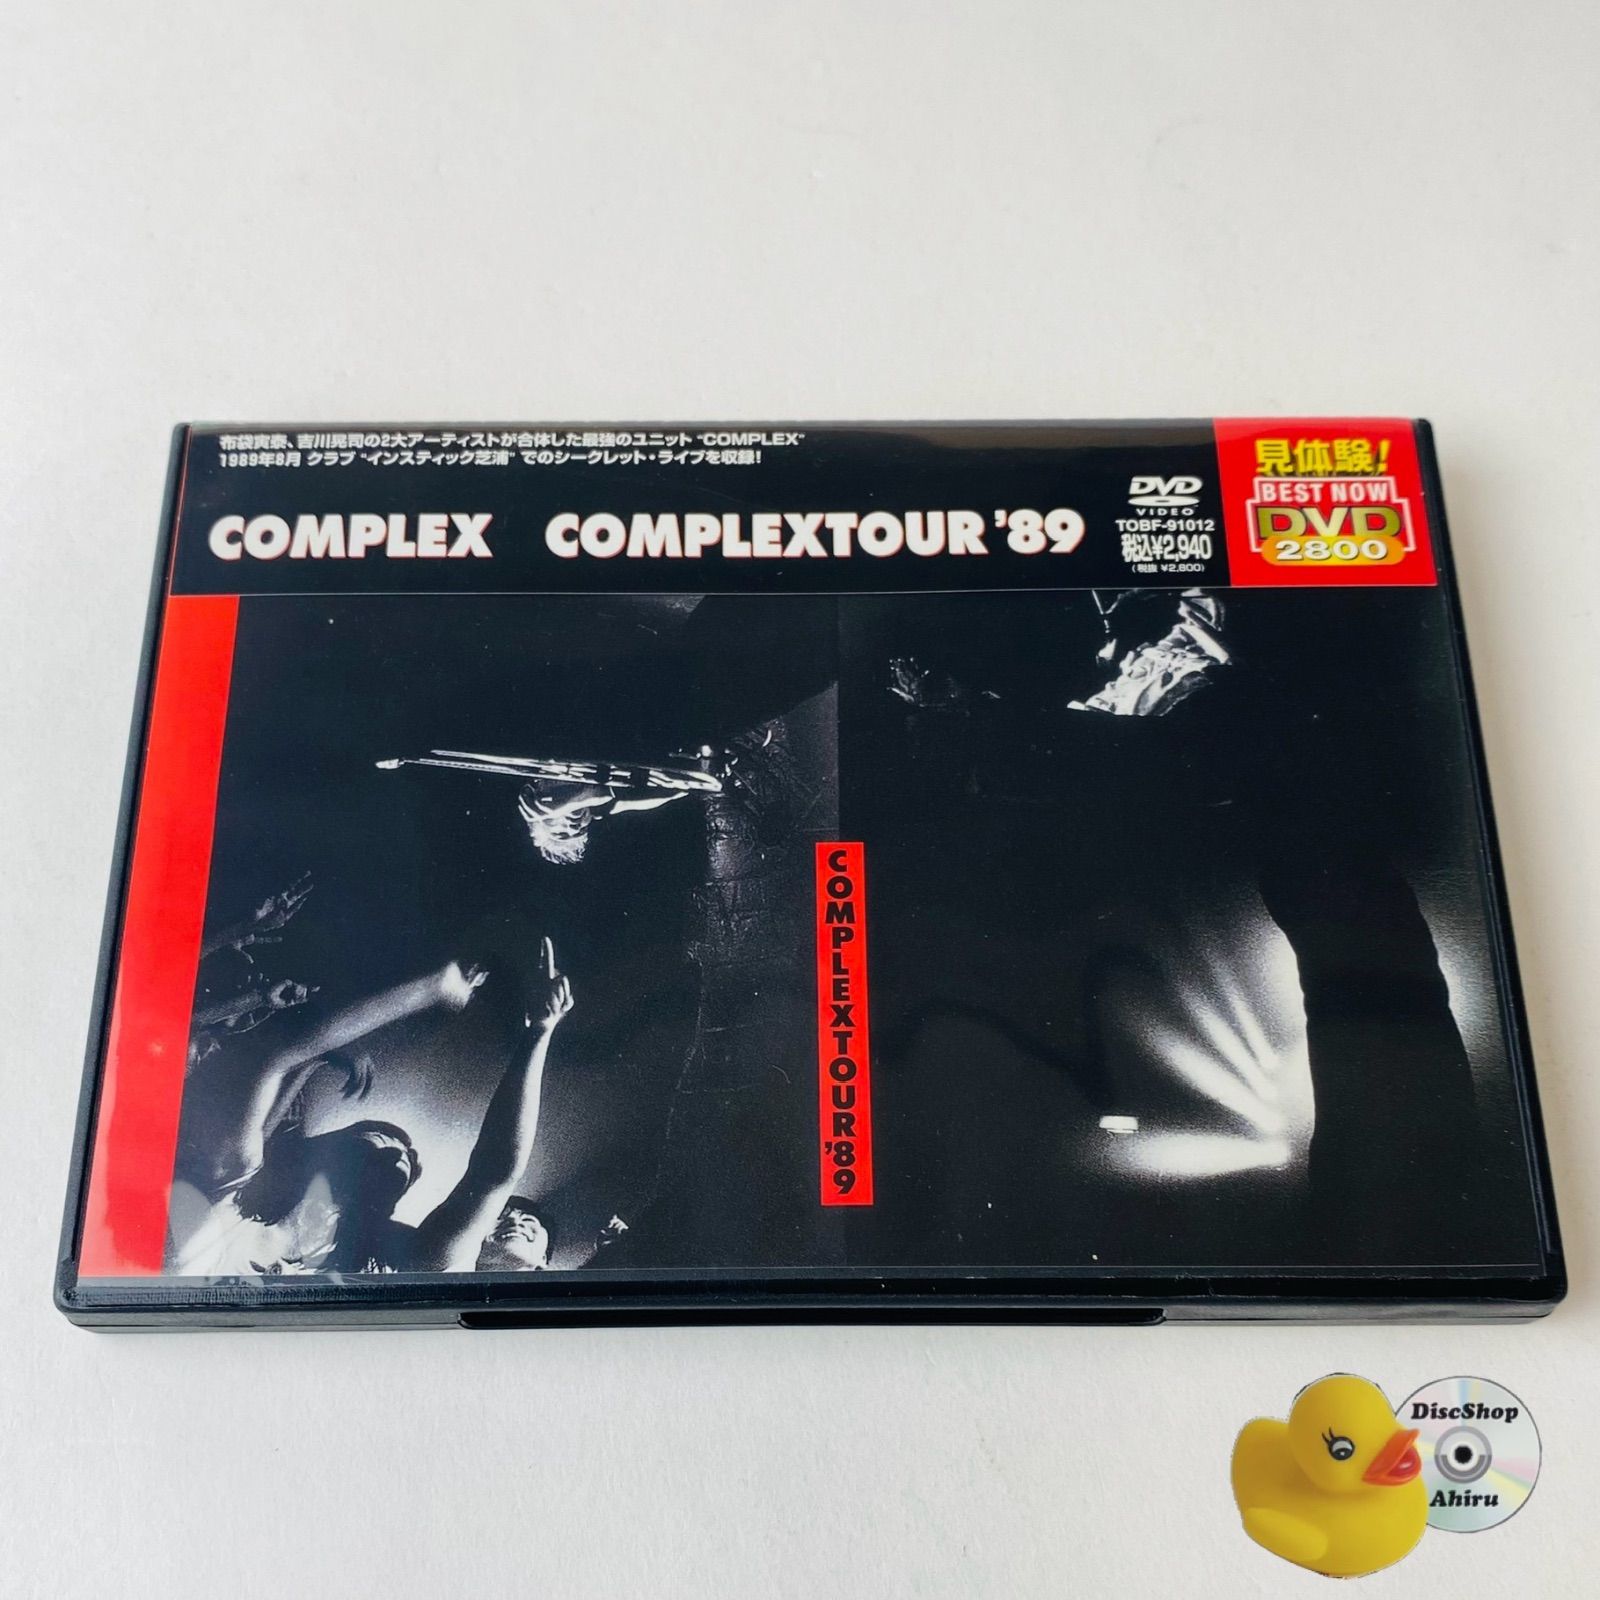 布袋寅泰、吉川晃司の2大アーティストが合体した最強のユニット "COMPLEX"
1989年8月 クラブ "インスティック芝浦" でのシークレット・ライブを収録!
COMPLEX COMPLEXTOUR '89
DVD
VIDEO
TOBF-91012
税込¥2,940
(税抜 ¥2,800)
見体験!
BEST NOW
DVD
2800
COMPLEXTOUR '89
DiscShop
Ahiru